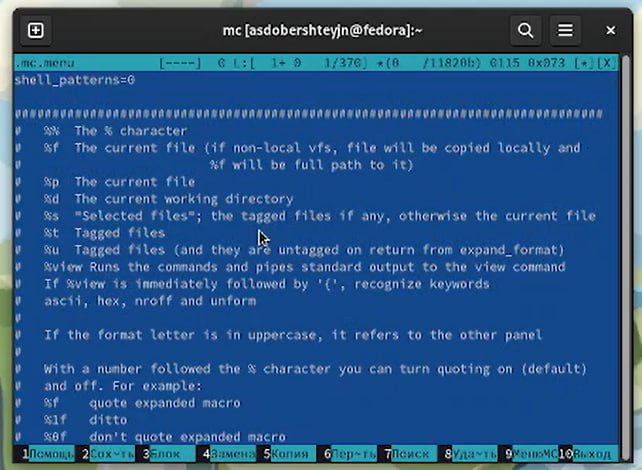 mc [asdobershteyjn@fedora]:~
.mc.menu [----] 0 L:[ 1+ 0 1/370] *(0 /11820b) 0115 0x073 [*][X]
shell_patterns=0
################################################################################
# %% The % character
# %f The current file (if non-local vfs, file will be copied locally and
# %f will be full path to it)
# %p The current file
# %d The current working directory
# %s "Selected files"; the tagged files if any, otherwise the current file
# %t Tagged files
# %u Tagged files (and they are untagged on return from expand_format)
# %view Runs the commands and pipes standard output to the view command
# If %view is immediately followed by '{', recognize keywords
# ascii, hex, nroff and unform
#
# If the format letter is in uppercase, it refers to the other panel
#
# With a number followed the % character you can turn quoting on (default)
# and off. For example:
# %f quote expanded macro
# %1f ditto
# %0f don't quote expanded macro
1Помощь 2Сох~ть 3Блок 4Замена 5Копия 6Пер~ть 7Поиск 8Уда~ть 9МенюMC 10Выход